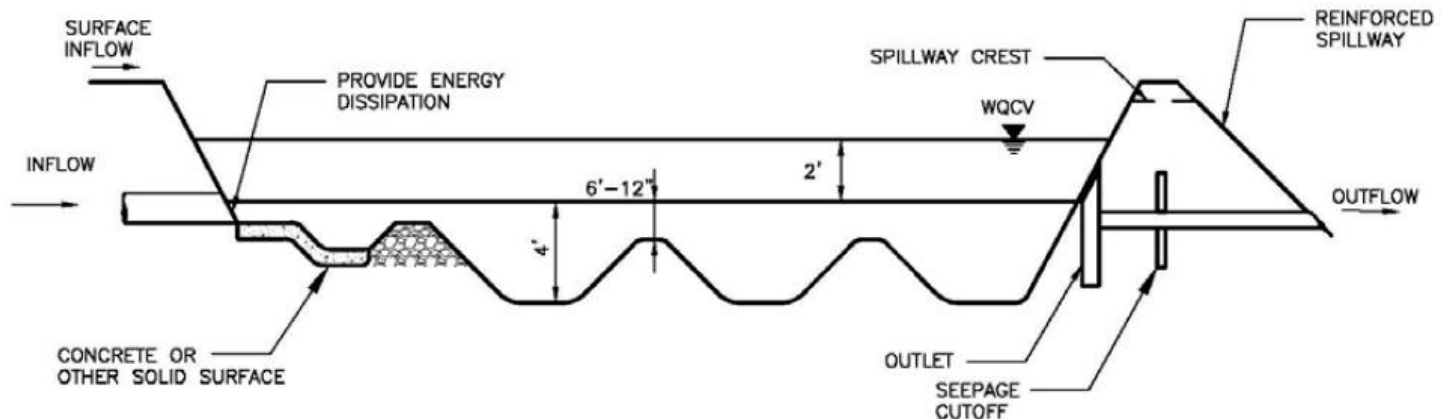 SURFACE
INFLOW
PROVIDE ENERGY
DISSIPATION
INFLOW
6'-12"
4'
2'
WQCV
SPILLWAY CREST
REINFORCED
SPILLWAY
OUTFLOW
CONCRETE OR
OTHER SOLID SURFACE
OUTLET
SEEPAGE
CUTOFF